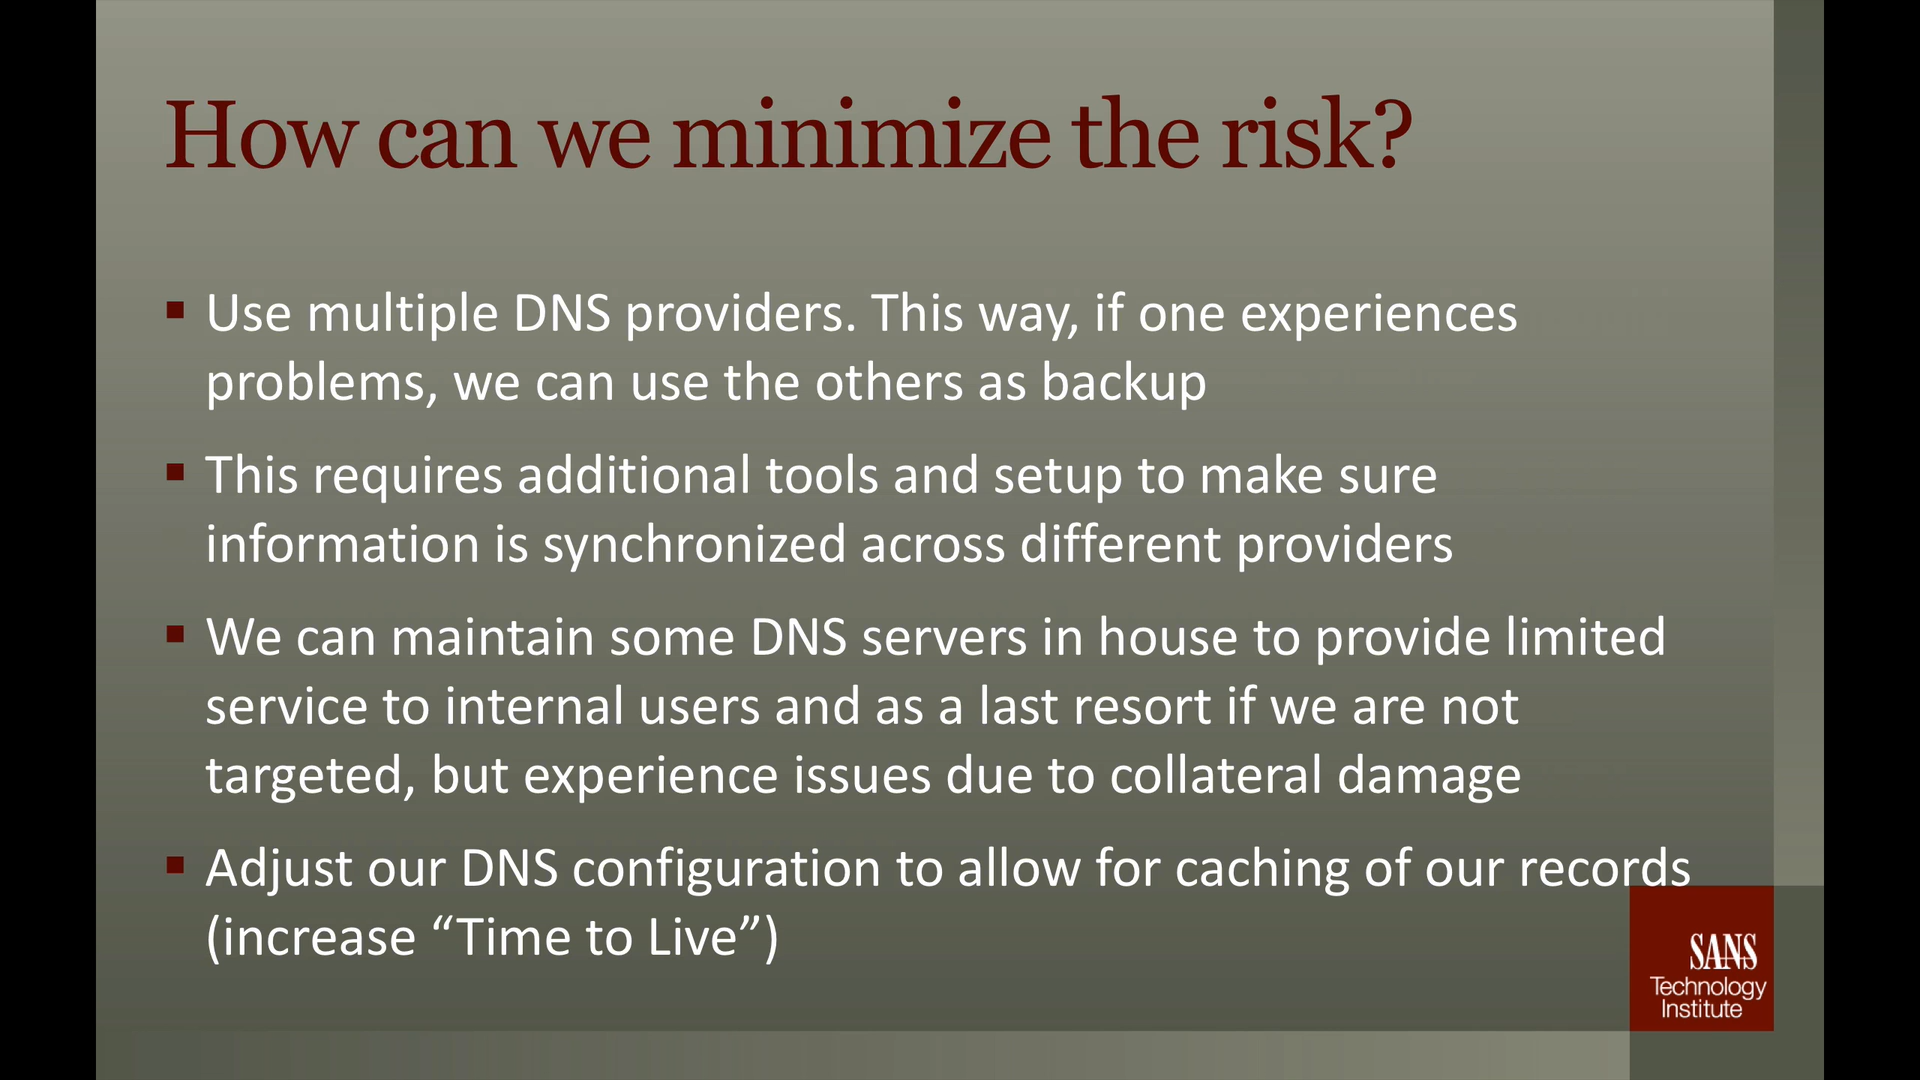 How can we minimize the risk?
Use multiple DNS providers. This way, if one experiences
problems, we can use the others as backup
This requires additional tools and setup to make sure
information is synchronized across different providers
We can maintain some DNS servers in house to provide limited
service to internal users and as a last resort if we are not
targeted, but experience issues due to collateral damage
Adjust our DNS configuration to allow for caching of our records
(increase “Time to Live”)
SANS
Technology
Institute